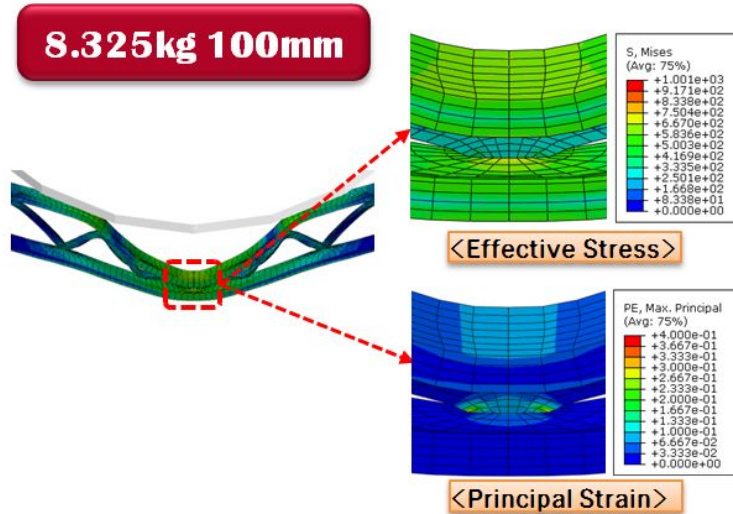 8.325kg 100mm
S, Mises
(Avg: 75%)
+1.001e+03
+9.171e+02
+8.338e+02
+7.504e+02
+6.670e+02
+5.836e+02
+5.003e+02
+4.169e+02
+3.335e+02
+2.501e+02
+1.668e+02
+8.338e+01
+0.000e+00
<Effective Stress>
PE, Max. Principal
(Avg: 75%)
+4.000e-01
+3.667e-01
+3.333e-01
+3.000e-01
+2.667e-01
+2.333e-01
+2.000e-01
+1.667e-01
+1.333e-01
+1.000e-01
+6.667e-02
+3.333e-02
+0.000e+00
<Principal Strain>